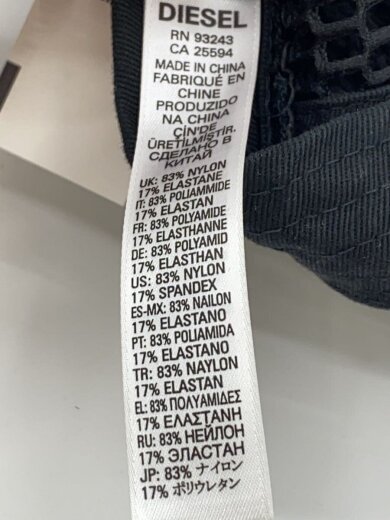 DIESEL
RN 93243
CA 25594
MADE IN CHINA
FABRIQUÉ EN
CHINE
PRODUZIDO
NA CHINA
ÇİN'DE
ÜRETİLMİŞTİR.
СДЕЛАНО В
КИТАЙ
UK: 83% NYLON
17% ELASTANE
IT: 83% POLIAMMIDE
17% ELASTAN
FR: 83% POLYAMIDE
17% ELASTHANNE
DE: 83% POLYAMID
17% ELASTHAN
US: 83% NYLON
17% SPANDEX
ES-MX: 83% NAILON
17% ELASTANO
PT: 83% POLIAMIDA
17% ELASTANO
TR: 83% NAYLON
17% ELASTAN
EL: 83% ΠΟΛΥΑΜΙΔΕΣ
17% ΕΛΑΣΤΑΝΗ
RU: 83% НЕЙЛОН
17% ЭЛАСТАН
JP: 83% ナイロン
17% ポリウレタン